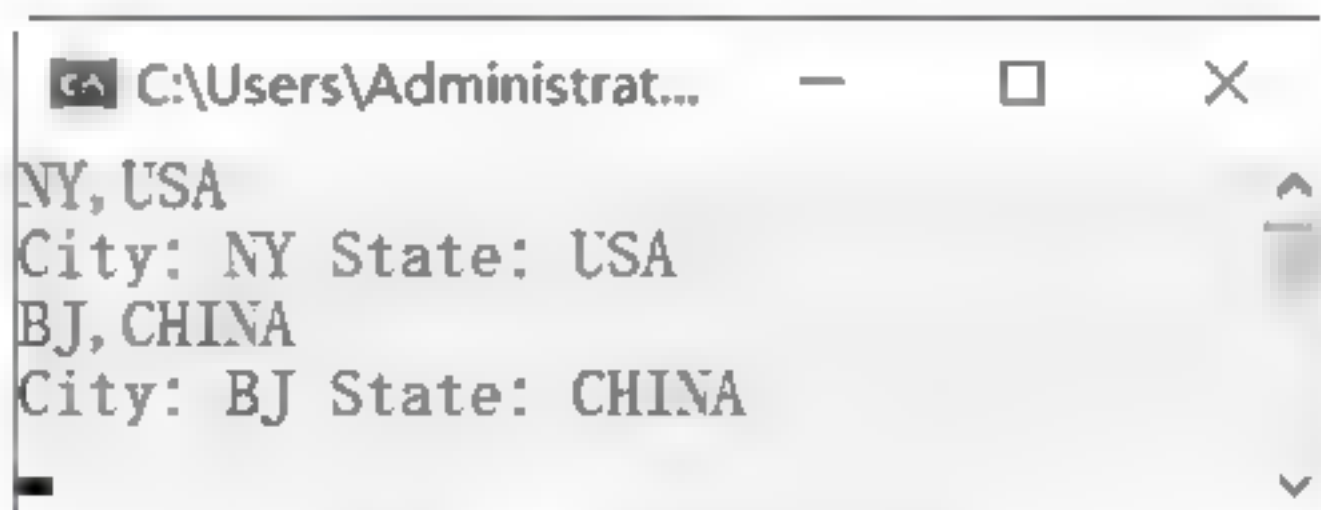 C:\Users\Administrat...
NY, USA
City: NY State: USA
BJ, CHINA
City: BJ State: CHINA